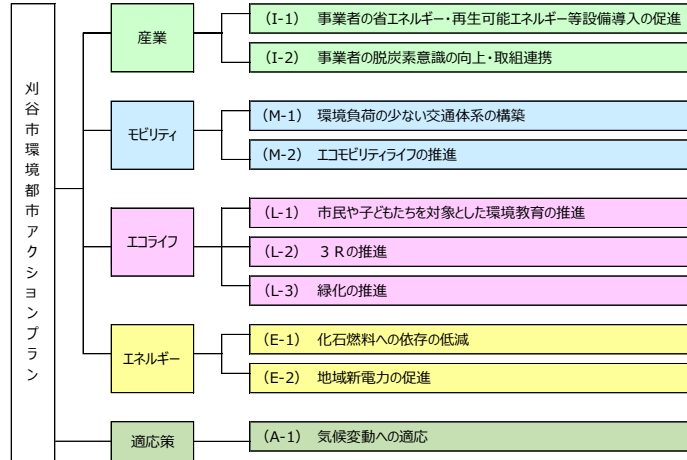 刈谷市環境都市アクションプラン
産業
(I-1) 事業者の省エネルギー・再生可能エネルギー等設備導入の促進
(I-2) 事業者の脱炭素意識の向上・取組連携
モビリティ
(M-1) 環境負荷の少ない交通体系の構築
(M-2) エコモビリティライフの推進
エコライフ
(L-1) 市民や子どもたちを対象とした環境教育の推進
(L-2) ３Ｒの推進
(L-3) 緑化の推進
エネルギー
(E-1) 化石燃料への依存の低減
(E-2) 地域新電力の促進
適応策
(A-1) 気候変動への適応